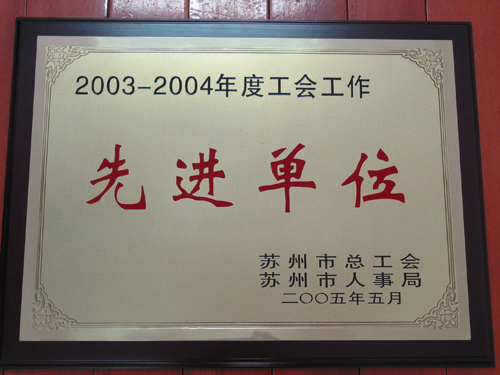 2003-2004年度工会工作
先进单位
苏州市总工会
苏州市人事局
二〇〇五年五月